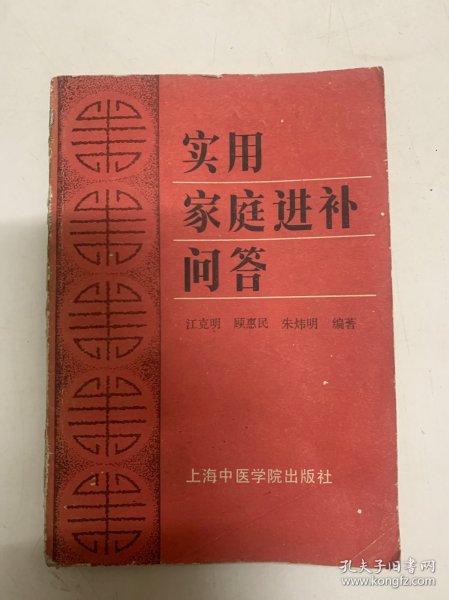 实用
家庭进补
问答
江克明 顾惠民 朱炜明 编著
上海中医学院出版社
孔夫子旧书网
www.kongfz.com